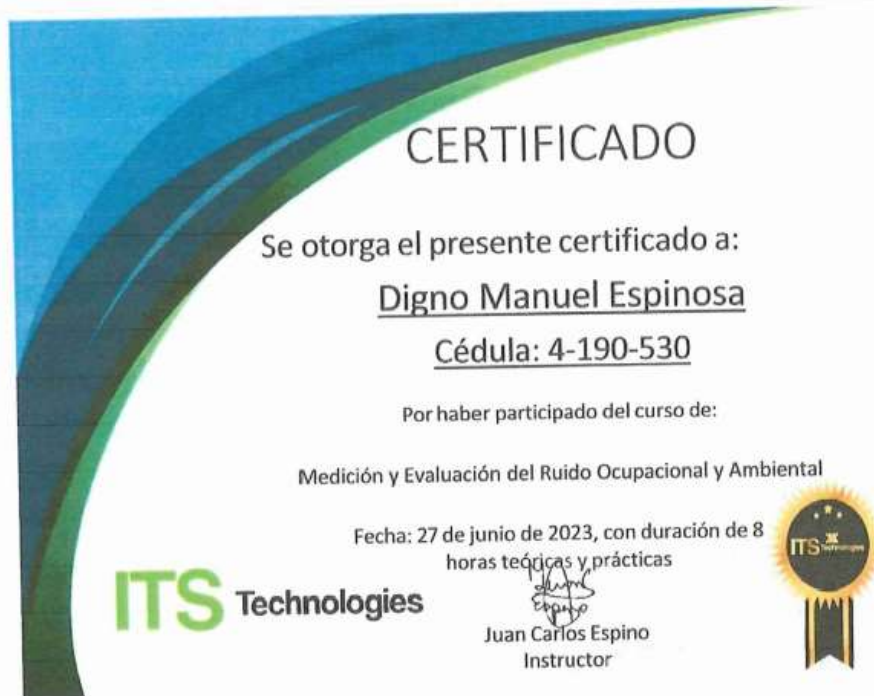 CERTIFICADO
Se otorga el presente certificado a:
Digno Manuel Espinosa
Cédula: 4-190-530
Por haber participado del curso de:
Medición y Evaluación del Ruido Ocupacional y Ambiental
Fecha: 27 de junio de 2023, con duración de 8
horas teóricas y prácticas
ITS Technologies
Juan Carlos Espino
Instructor
ITS Technologies